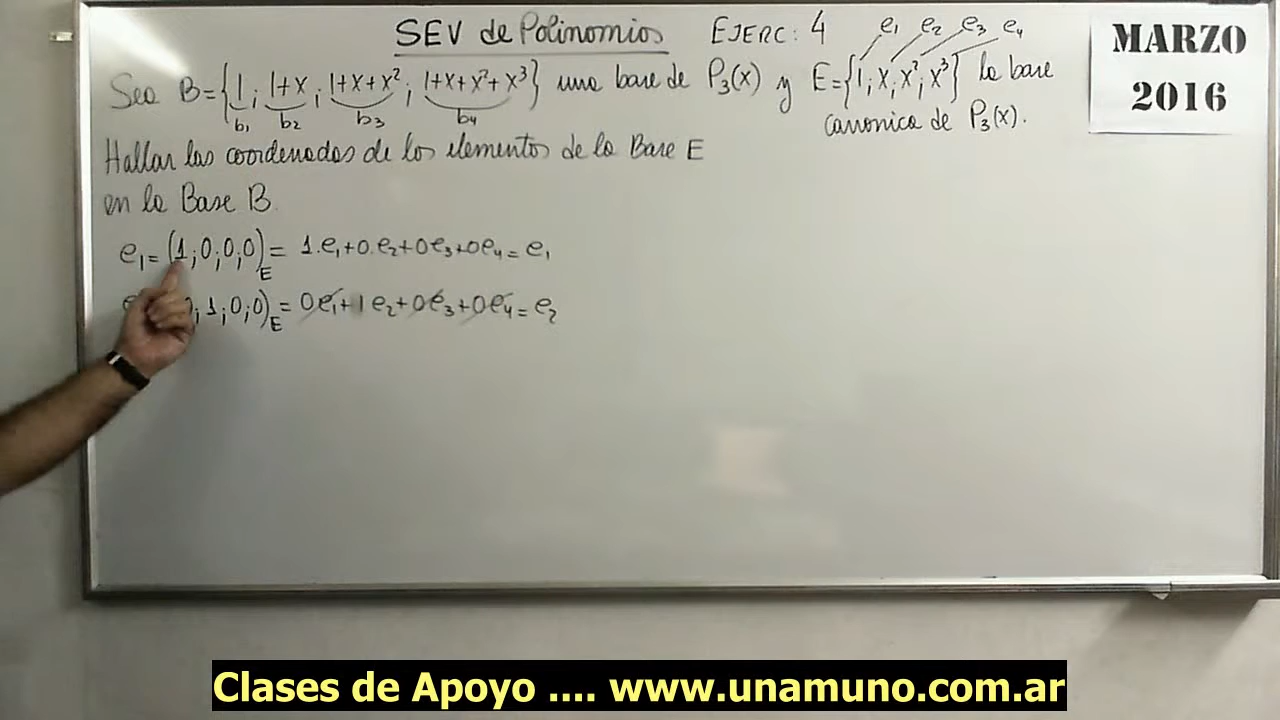 SEV de Polinomios EJERC: 4 e₁ e₂ e₃ e₄
Sea B={1; 1+x; 1+x+x²; 1+x+x²+x³} una base de P₃(x) y E={1; x; x²; x³} la base
b₁ b₂ b₃ b₄
canonica de P₃(x).
Hallar las coordenadas de los elementos de la Base E
en la Base B.
e₁=(1;0;0;0)E= 1.e₁+0.e₂+0e₃+0e₄=e₁
;1;0;0)E= 0e₁+1e₂+0e₃+0e₄=e₂
MARZO
2016
Clases de Apoyo .... www.unamuno.com.ar